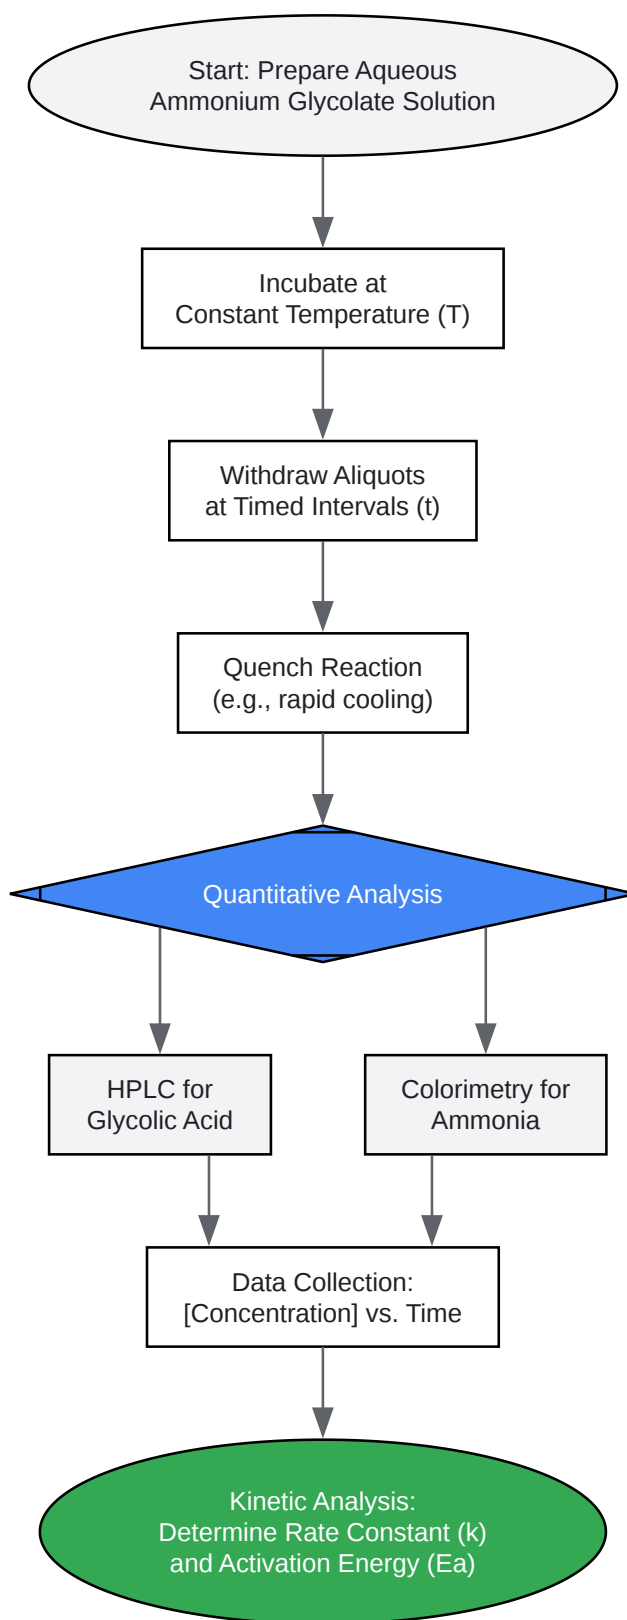 Start: Prepare Aqueous
Ammonium Glycolate Solution
Incubate at
Constant Temperature (T)
Withdraw Aliquots
at Timed Intervals (t)
Quench Reaction
(e.g., rapid cooling)
Quantitative Analysis
HPLC for
Glycolic Acid
Colorimetry for
Ammonia
Data Collection:
[Concentration] vs. Time
Kinetic Analysis:
Determine Rate Constant (k)
and Activation Energy (Ea)